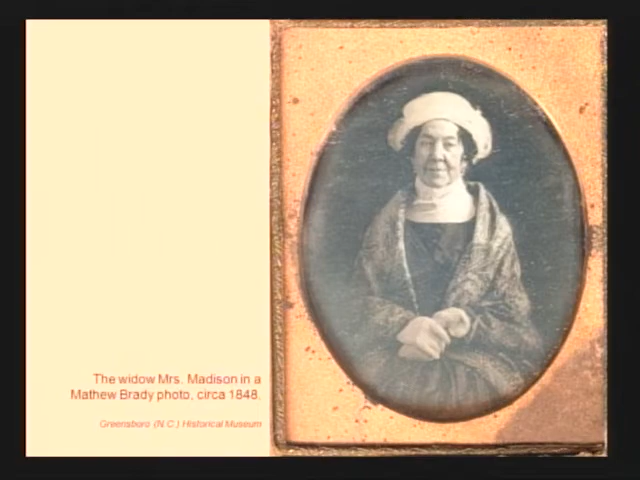 The widow Mrs. Madison in a
Mathew Brady photo, circa 1848.
Greensboro (N.C.) Historical Museum